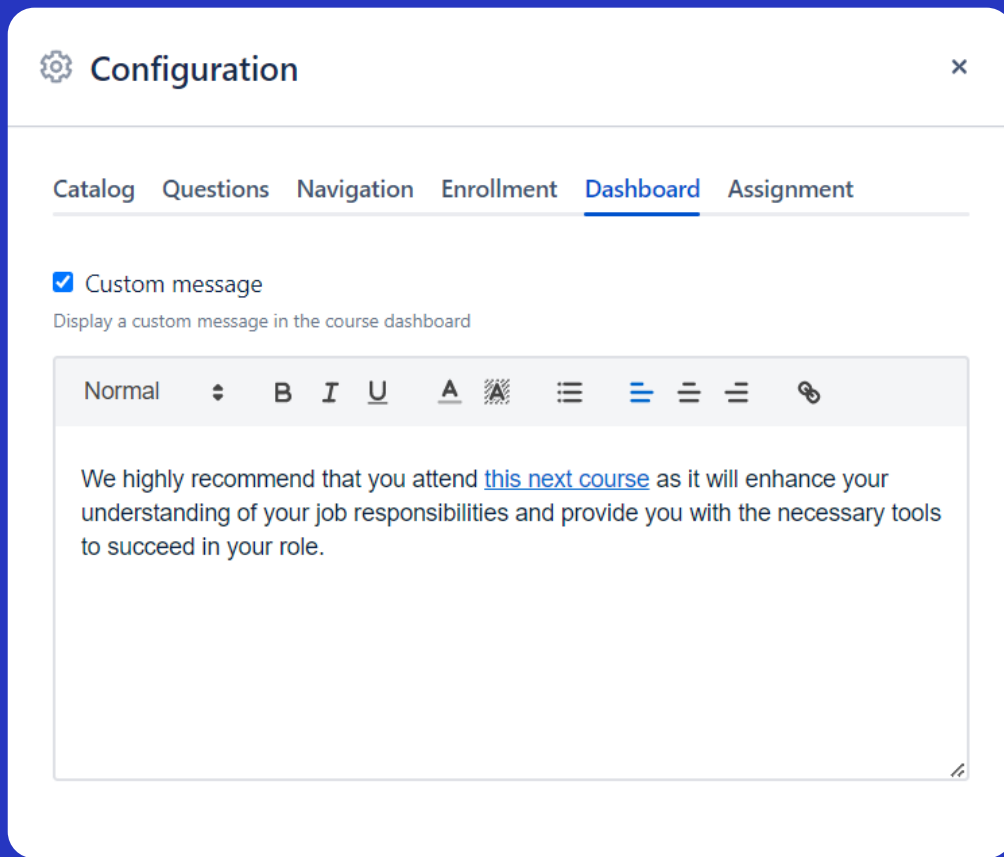 Configuration
Catalog Questions Navigation Enrollment Dashboard Assignment
Custom message
Display a custom message in the course dashboard
Normal B I U A A
We highly recommend that you attend this next course as it will enhance your
understanding of your job responsibilities and provide you with the necessary tools
to succeed in your role.